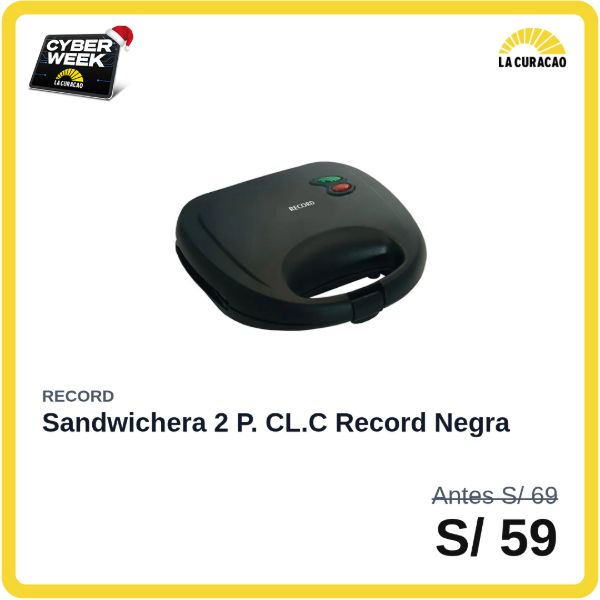 CYBER
WEEK
LA CURACAO
LA CURACAO
RECORD
RECORD
Sandwichera 2 P. CL.C Record Negra
Antes S/ 69
S/ 59